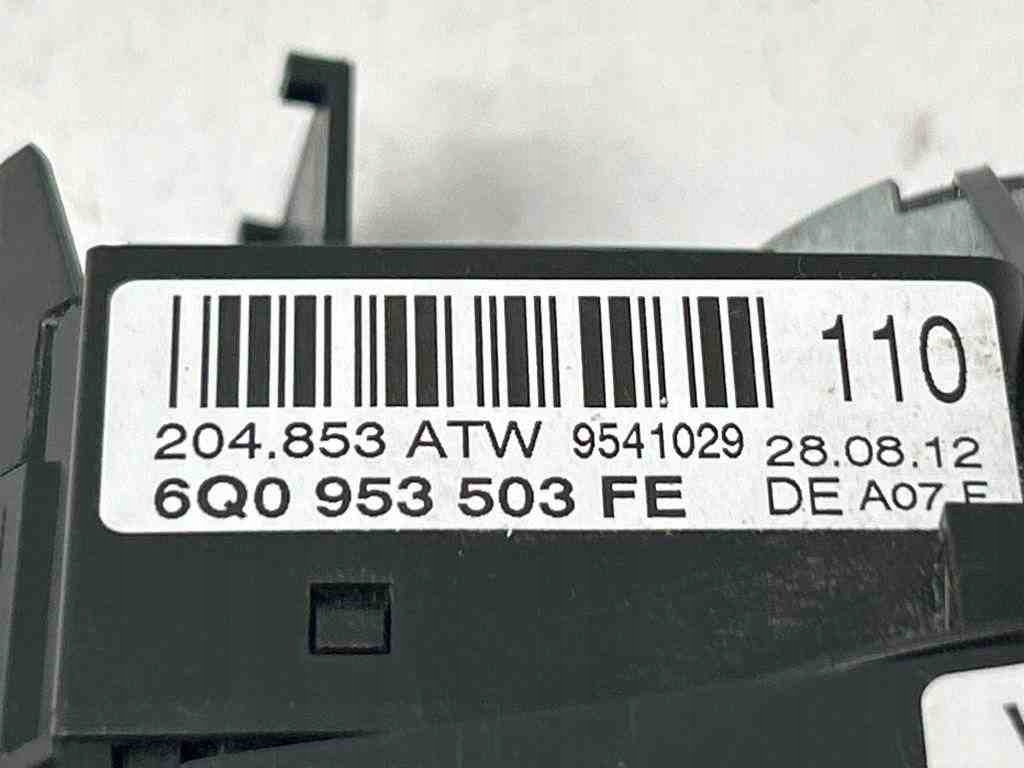 110
204.853 ATW 9541029 28.08.12
6Q0 953 503 FE DE A07